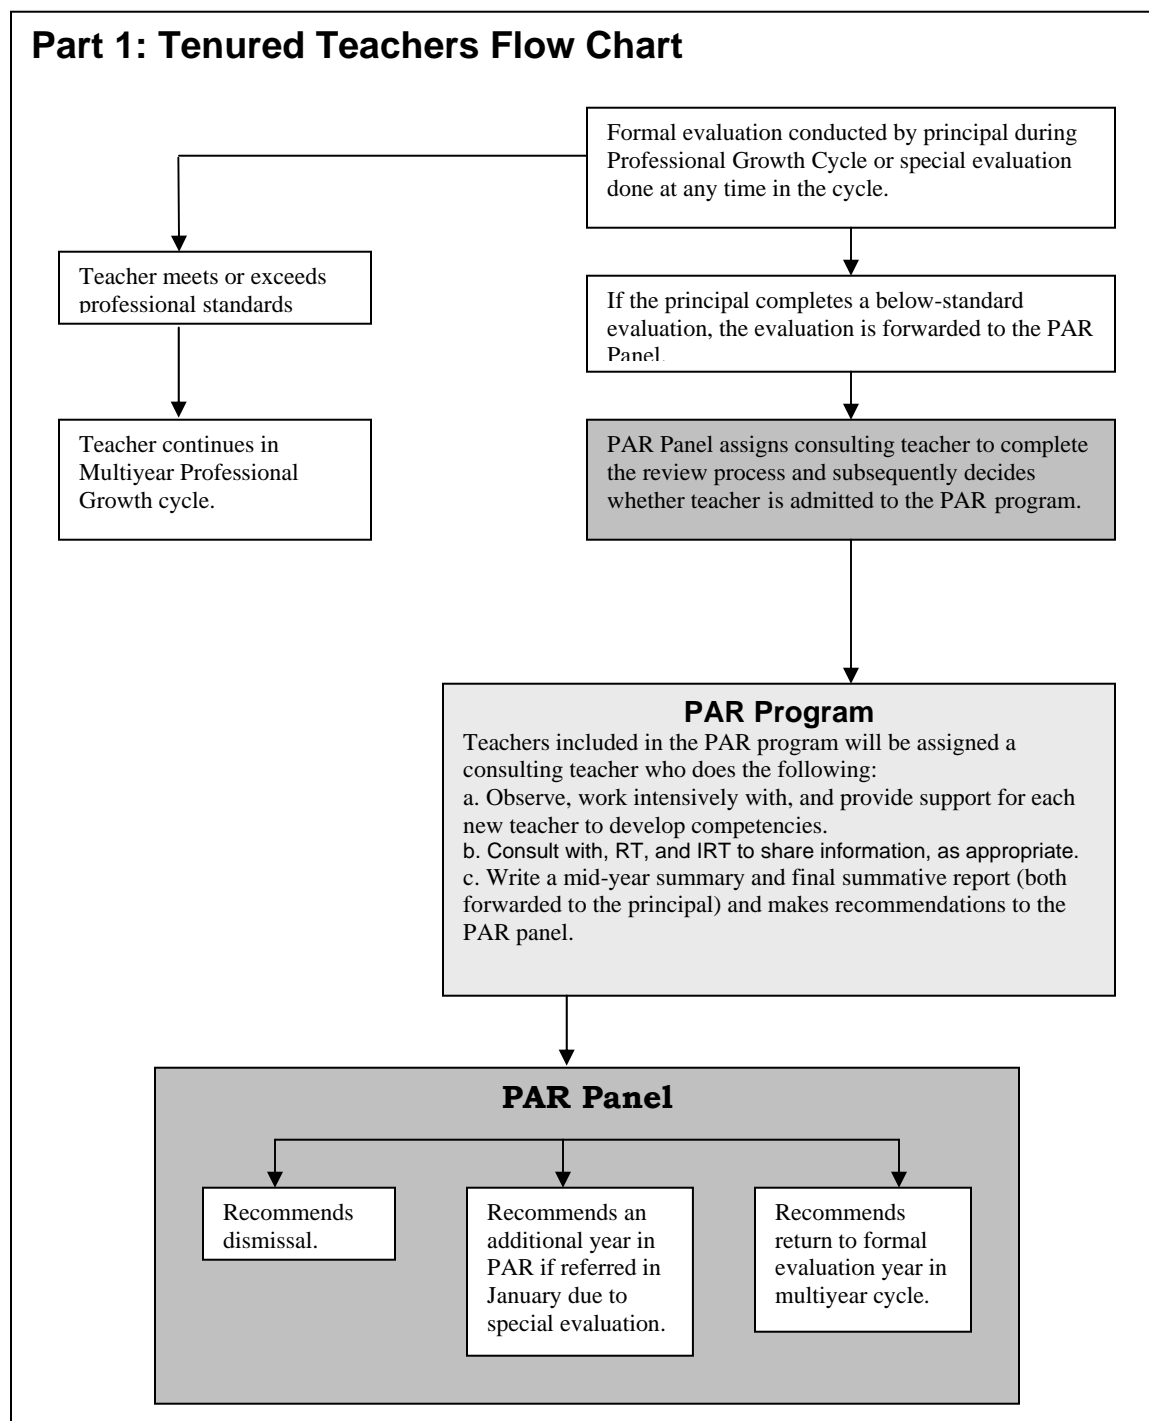 Part 1: Tenured Teachers Flow Chart
Formal evaluation conducted by principal during
Professional Growth Cycle or special evaluation
done at any time in the cycle.
Teacher meets or exceeds
professional standards
If the principal completes a below-standard
evaluation, the evaluation is forwarded to the PAR
Panel.
Teacher continues in
Multiyear Professional
Growth cycle.
PAR Panel assigns consulting teacher to complete
the review process and subsequently decides
whether teacher is admitted to the PAR program.
PAR Program
Teachers included in the PAR program will be assigned a
consulting teacher who does the following:
a. Observe, work intensively with, and provide support for each
new teacher to develop competencies.
b. Consult with, RT, and IRT to share information, as appropriate.
c. Write a mid-year summary and final summative report (both
forwarded to the principal) and makes recommendations to the
PAR panel.
PAR Panel
Recommends
dismissal.
Recommends an
additional year in
PAR if referred in
January due to
special evaluation.
Recommends
return to formal
evaluation year in
multiyear cycle.